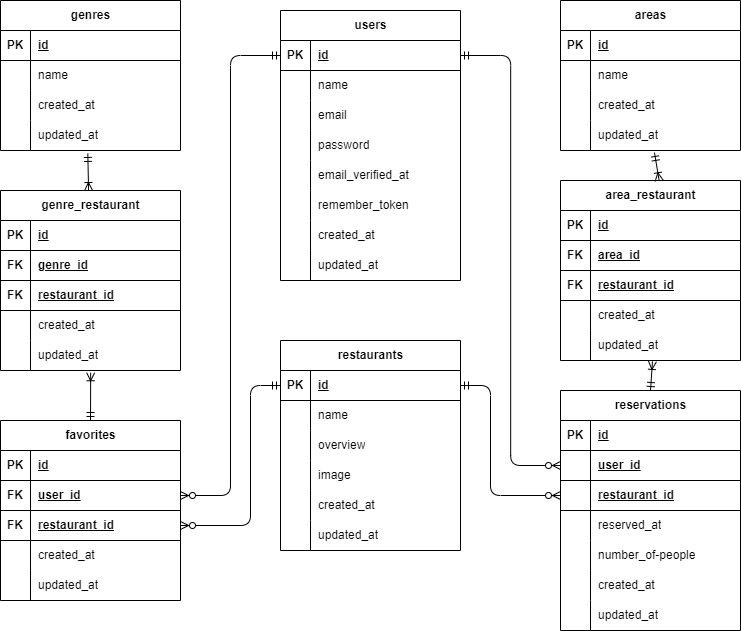 genres
PK id
name
created_at
updated_at
genre_restaurant
PK id
FK genre_id
FK restaurant_id
created_at
updated_at
favorites
PK id
FK user_id
FK restaurant_id
created_at
updated_at
users
PK id
name
email
password
email_verified_at
remember_token
created_at
updated_at
restaurants
PK id
name
overview
image
created_at
updated_at
areas
PK id
name
created_at
updated_at
area_restaurant
PK id
FK area_id
FK restaurant_id
created_at
updated_at
reservations
PK id
user_id
restaurant_id
reserved_at
number_of-people
created_at
updated_at